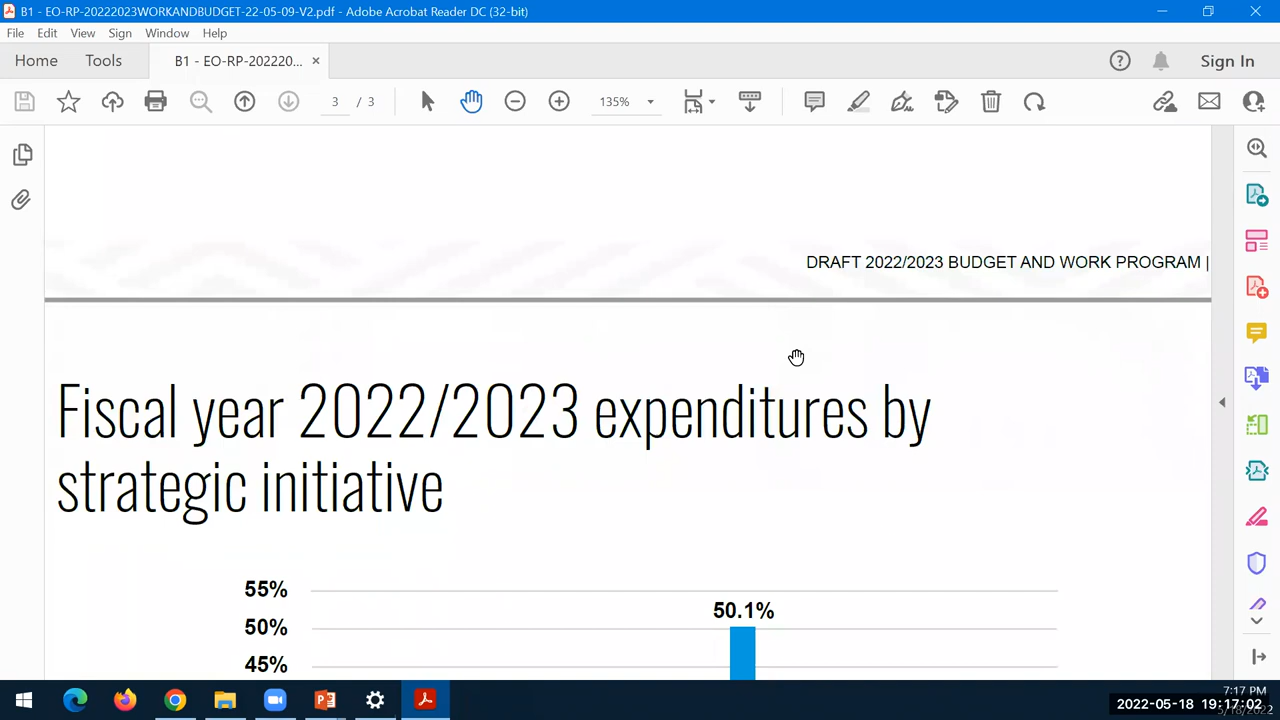 B1 - EO-RP-20222023WORKANDBUDGET-22-05-09-V2.pdf - Adobe Acrobat Reader DC (32-bit)
File Edit View Sign Window Help
Home Tools B1 - EO-RP-202220... × Sign In
3 / 3 135%
DRAFT 2022/2023 BUDGET AND WORK PROGRAM |
Fiscal year 2022/2023 expenditures by
strategic initiative
55%
50.1%
50%
45%
7:17 PM
2022-05-18 19:17:02